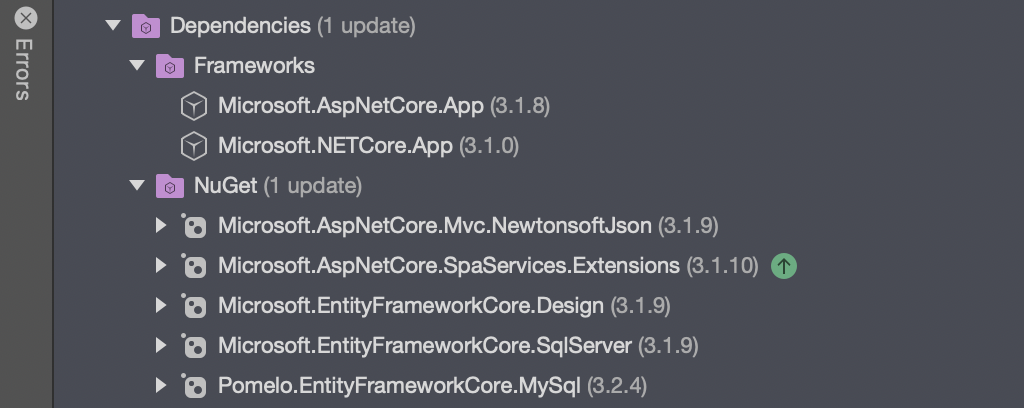 Errors
Dependencies (1 update)
Frameworks
Microsoft.AspNetCore.App (3.1.8)
Microsoft.NETCore.App (3.1.0)
NuGet (1 update)
Microsoft.AspNetCore.Mvc.NewtonsoftJson (3.1.9)
Microsoft.AspNetCore.SpaServices.Extensions (3.1.10)
Microsoft.EntityFrameworkCore.Design (3.1.9)
Microsoft.EntityFrameworkCore.SqlServer (3.1.9)
Pomelo.EntityFrameworkCore.MySql (3.2.4)